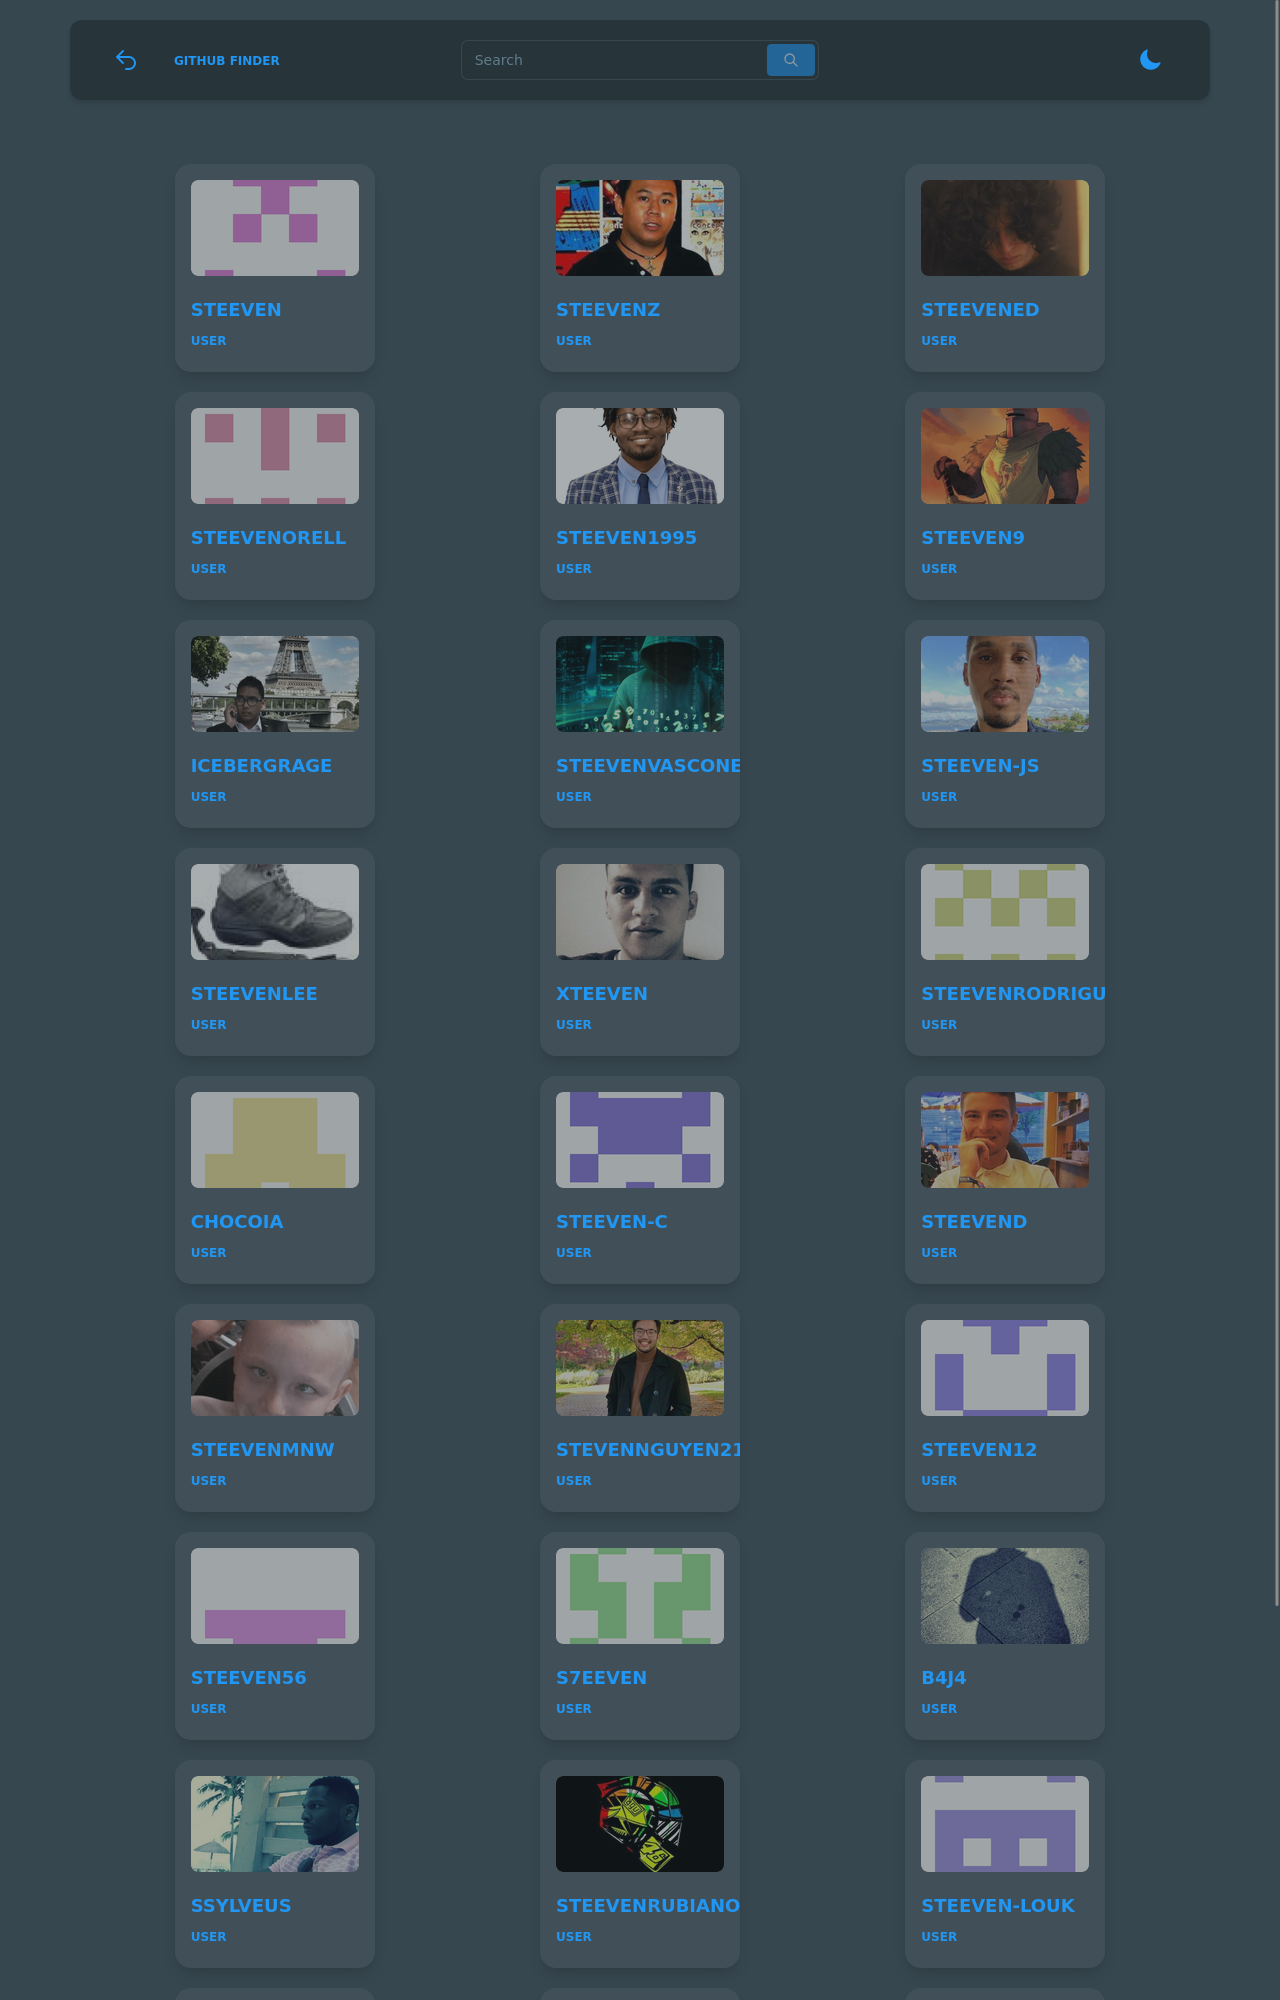 GITHUB FINDER
Search
STEEVEN
USER
STEEVENZ
USER
STEEVENED
USER
STEEVENORELL
USER
STEEVEN1995
USER
STEEVEN9
USER
ICEBERGRAGE
USER
STEEVENVASCONE
USER
STEEVEN-JS
USER
STEEVENLEE
USER
XTEEVEN
USER
STEEVENRODRIGU
USER
CHOCOIA
USER
STEEVEN-C
USER
STEEVEND
USER
STEEVENMNW
USER
STEVENNGUYEN21
USER
STEEVEN12
USER
STEEVEN56
USER
S7EEVEN
USER
B4J4
USER
SSYLVEUS
USER
STEEVENRUBIANO
USER
STEEVEN-LOUK
USER